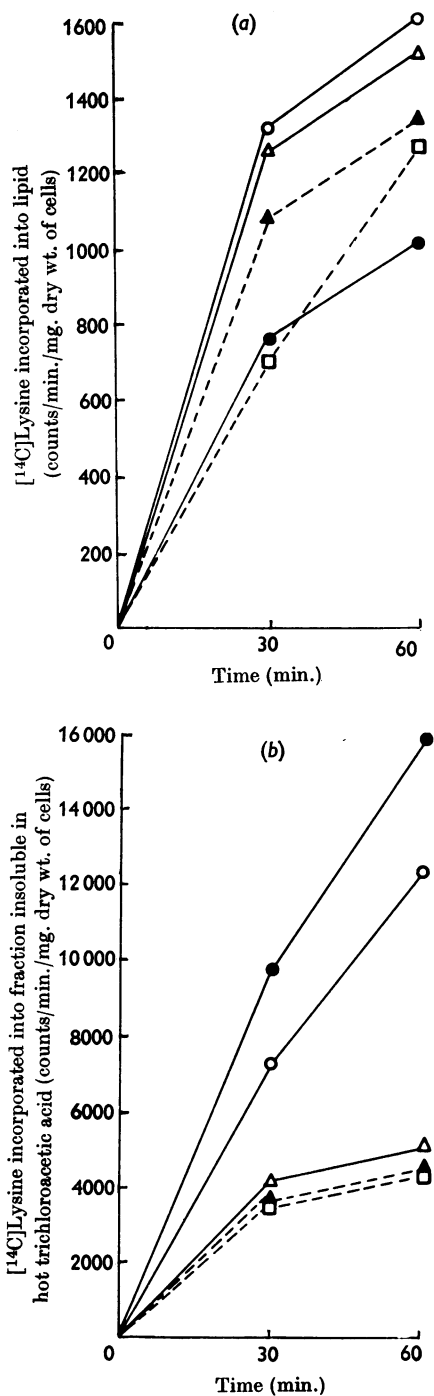 (a)
1600
1400
1200
1000
800
600
400
200
0
30
60
Time (min.)
[¹⁴C]Lysine incorporated into lipid
(counts/min./mg. dry wt. of cells)
(b)
16 000
14 000
12 000
10 000
8000
6000
4000
2000
0
30
60
Time (min.)
[¹⁴C]Lysine incorporated into fraction insoluble in
hot trichloroacetic acid (counts/min./mg. dry wt. of cells)